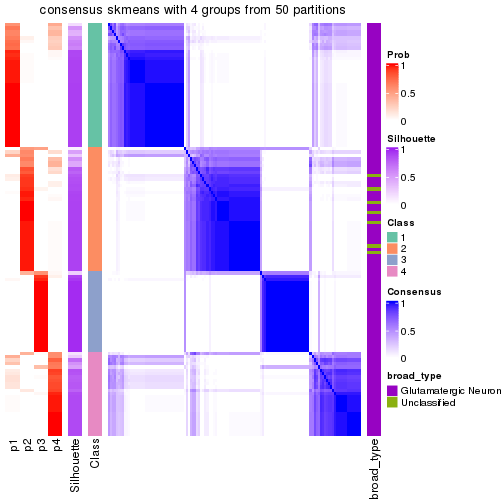 consensus skmeans with 4 groups from 50 partitions
Prob
1
0.5
0
Silhouette
1
0.5
0
Class
1
2
3
4
Consensus
1
0.5
0
broad_type
Glutamatergic Neuron
Unclassified
p1
p2
p3
p4
Silhouette
Class
broad_type